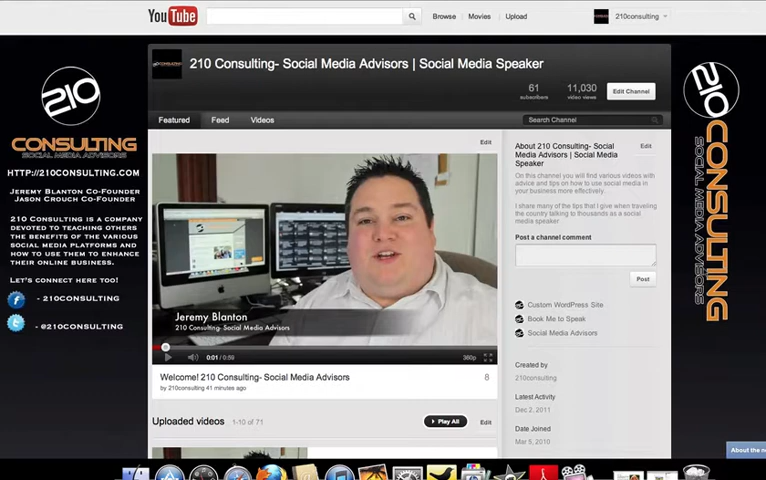 YouTube
Browse
Movies
Upload
210consulting
210 Consulting- Social Media Advisors | Social Media Speaker
61
subscribers
11,030
video views
Edit Channel
Featured
Feed
Videos
Search Channel
210
CONSULTING
SOCIAL MEDIA ADVISORS
HTTP://210CONSULTING.COM
JEREMY BLANTON CO-FOUNDER
JASON CROUCH CO-FOUNDER
210 CONSULTING IS A COMPANY
DEVOTED TO TEACHING OTHERS
THE BENEFITS OF THE VARIOUS
SOCIAL MEDIA PLATFORMS AND
HOW TO USE THEM TO ENHANCE
THEIR ONLINE BUSINESS.
LET'S CONNECT HERE TOO!
- 210CONSULTING
- @210CONSULTING
Edit
Jeremy Blanton
210 Consulting- Social Media Advisors
0:01 / 0:59
360p
Welcome! 210 Consulting- Social Media Advisors
8
by 210consulting 41 minutes ago
Uploaded videos
1-10 of 71
Play All
Edit
About 210 Consulting- Social
Media Advisors | Social Media
Speaker
Edit
On this channel you will find various videos with
advice and tips on how to use social media in
your business more effectively.
I share many of the tips that I give when traveling
the country talking to thousands as a social
media speaker
Post a channel comment
Post
Custom WordPress Site
Book Me to Speak
Social Media Advisors
Created by
210consulting
Latest Activity
Dec 2, 2011
Date Joined
Mar 5, 2010
210 CONSULTING
SOCIAL MEDIA ADVISORS
About the